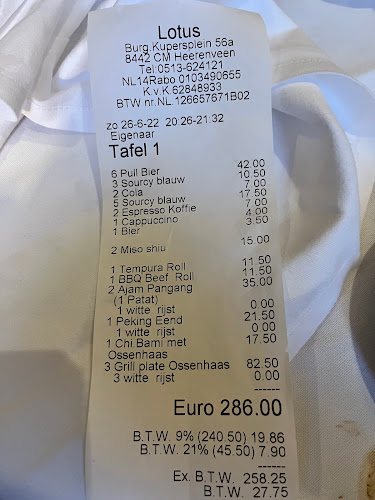 Lotus
Burg.Kupersplein 56a
8442 CM Heerenveen
Tel:0513-624121
NL14Rabo 0103490655
K.v.K.62848933
BTW nr.NL 126657671B02
zo 26-6-22 20:26-21:32
Eigenaar
Tafel 1
6 Pull Bier 42.00
3 Sourcy blauw 10.50
2 Cola 7.00
5 Sourcy blauw 17.50
2 Espresso Koffie 7.00
1 Cappuccino 4.00
1 Bier 3.50
2 Miso shiu 15.00
1 Tempura Roll 11.50
1 BBQ Beef Roll 11.50
2 Ajam Pangang 35.00
(1 Patat)
1 witte rijst 0.00
1 Peking Eend 21.50
1 witte rijst 0.00
1 Chi Bami met 17.50
Ossenhaas
3 Grill plate Ossenhaas 82.50
3 witte rijst 0.00
------
Euro 286.00
B.T.W. 9% (240.50) 19.86
B.T.W. 21% (45.50) 7.90
------
Ex. B.T.W. 258.25
B.T.W. 27.75